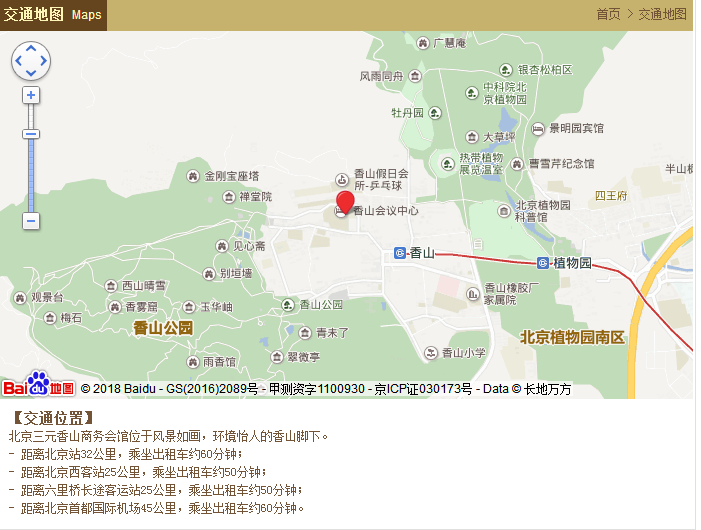 交通地图 Maps
首页 > 交通地图
广慧庵
银杏松柏区
风雨同舟
中科院北
京植物园
牡丹园
景明园宾馆
大草坪
热带植物
展览温室
曹雪芹纪念馆
半山枫
香山假日会
所-乒乓球
金刚宝座塔
禅堂院
四王府
香山会议中心
北京植物园
科普馆
见心斋
香山
植物园
别垣墙
西山晴雪
观景台
香雾窟
玉华岫
香山公园
香山橡胶厂
家属院
梅石
香山公园
青未了
北京植物园南区
雨香馆
翠微亭
香山小学
Bai du 地图
© 2018 Baidu - GS(2016)2089号 - 甲测资字1100930 - 京ICP证030173号 - Data © 长地万方
【交通位置】
北京三元香山商务会馆位于风景如画，环境怡人的香山脚下。
- 距离北京站32公里，乘坐出租车约60分钟；
- 距离北京西客站25公里，乘坐出租车约50分钟；
- 距离六里桥长途客运站25公里，乘坐出租车约50分钟；
- 距离北京首都国际机场45公里，乘坐出租车约60分钟。